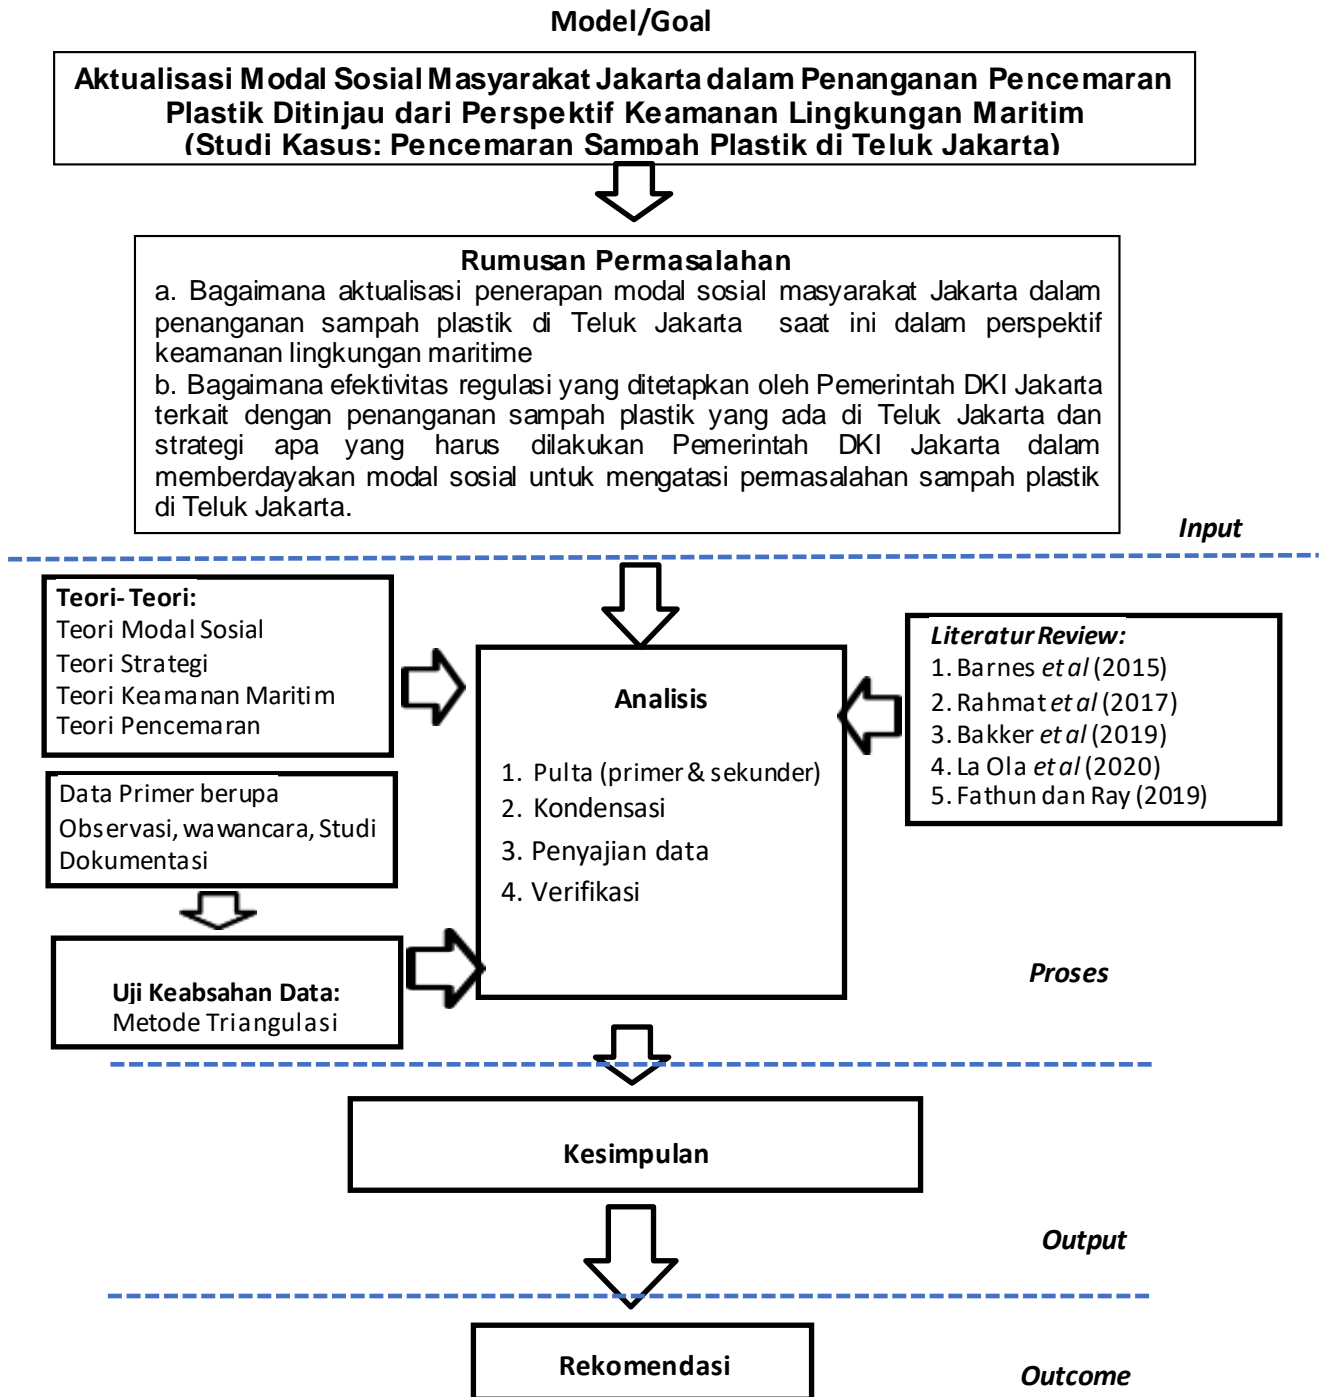 Model/Goal
Aktualisasi Modal Sosial Masyarakat Jakarta dalam Penanganan Pencemaran
Plastik Ditinjau dari Perspektif Keamanan Lingkungan Maritim
(Studi Kasus: Pencemaran Sampah Plastik di Teluk Jakarta)
Rumusan Permasalahan
a. Bagaimana aktualisasi penerapan modal sosial masyarakat Jakarta dalam
penanganan sampah plastik di Teluk Jakarta saat ini dalam perspektif
keamanan lingkungan maritime
b. Bagaimana efektivitas regulasi yang ditetapkan oleh Pemerintah DKI Jakarta
terkait dengan penanganan sampah plastik yang ada di Teluk Jakarta dan
strategi apa yang harus dilakukan Pemerintah DKI Jakarta dalam
memberdayakan modal sosial untuk mengatasi permasalahan sampah plastik
di Teluk Jakarta.
Input
Teori- Teori:
Teori Modal Sosial
Teori Strategi
Teori Keamanan Maritim
Teori Pencemaran
Data Primer berupa
Observasi, wawancara, Studi
Dokumentasi
Uji Keabsahan Data:
Metode Triangulasi
Analisis
1. Pulta (primer & sekunder)
2. Kondensasi
3. Penyajian data
4. Verifikasi
Literatur Review:
1. Barnes et al (2015)
2. Rahmat et al (2017)
3. Bakker et al (2019)
4. La Ola et al (2020)
5. Fathun dan Ray (2019)
Proses
Kesimpulan
Output
Rekomendasi
Outcome